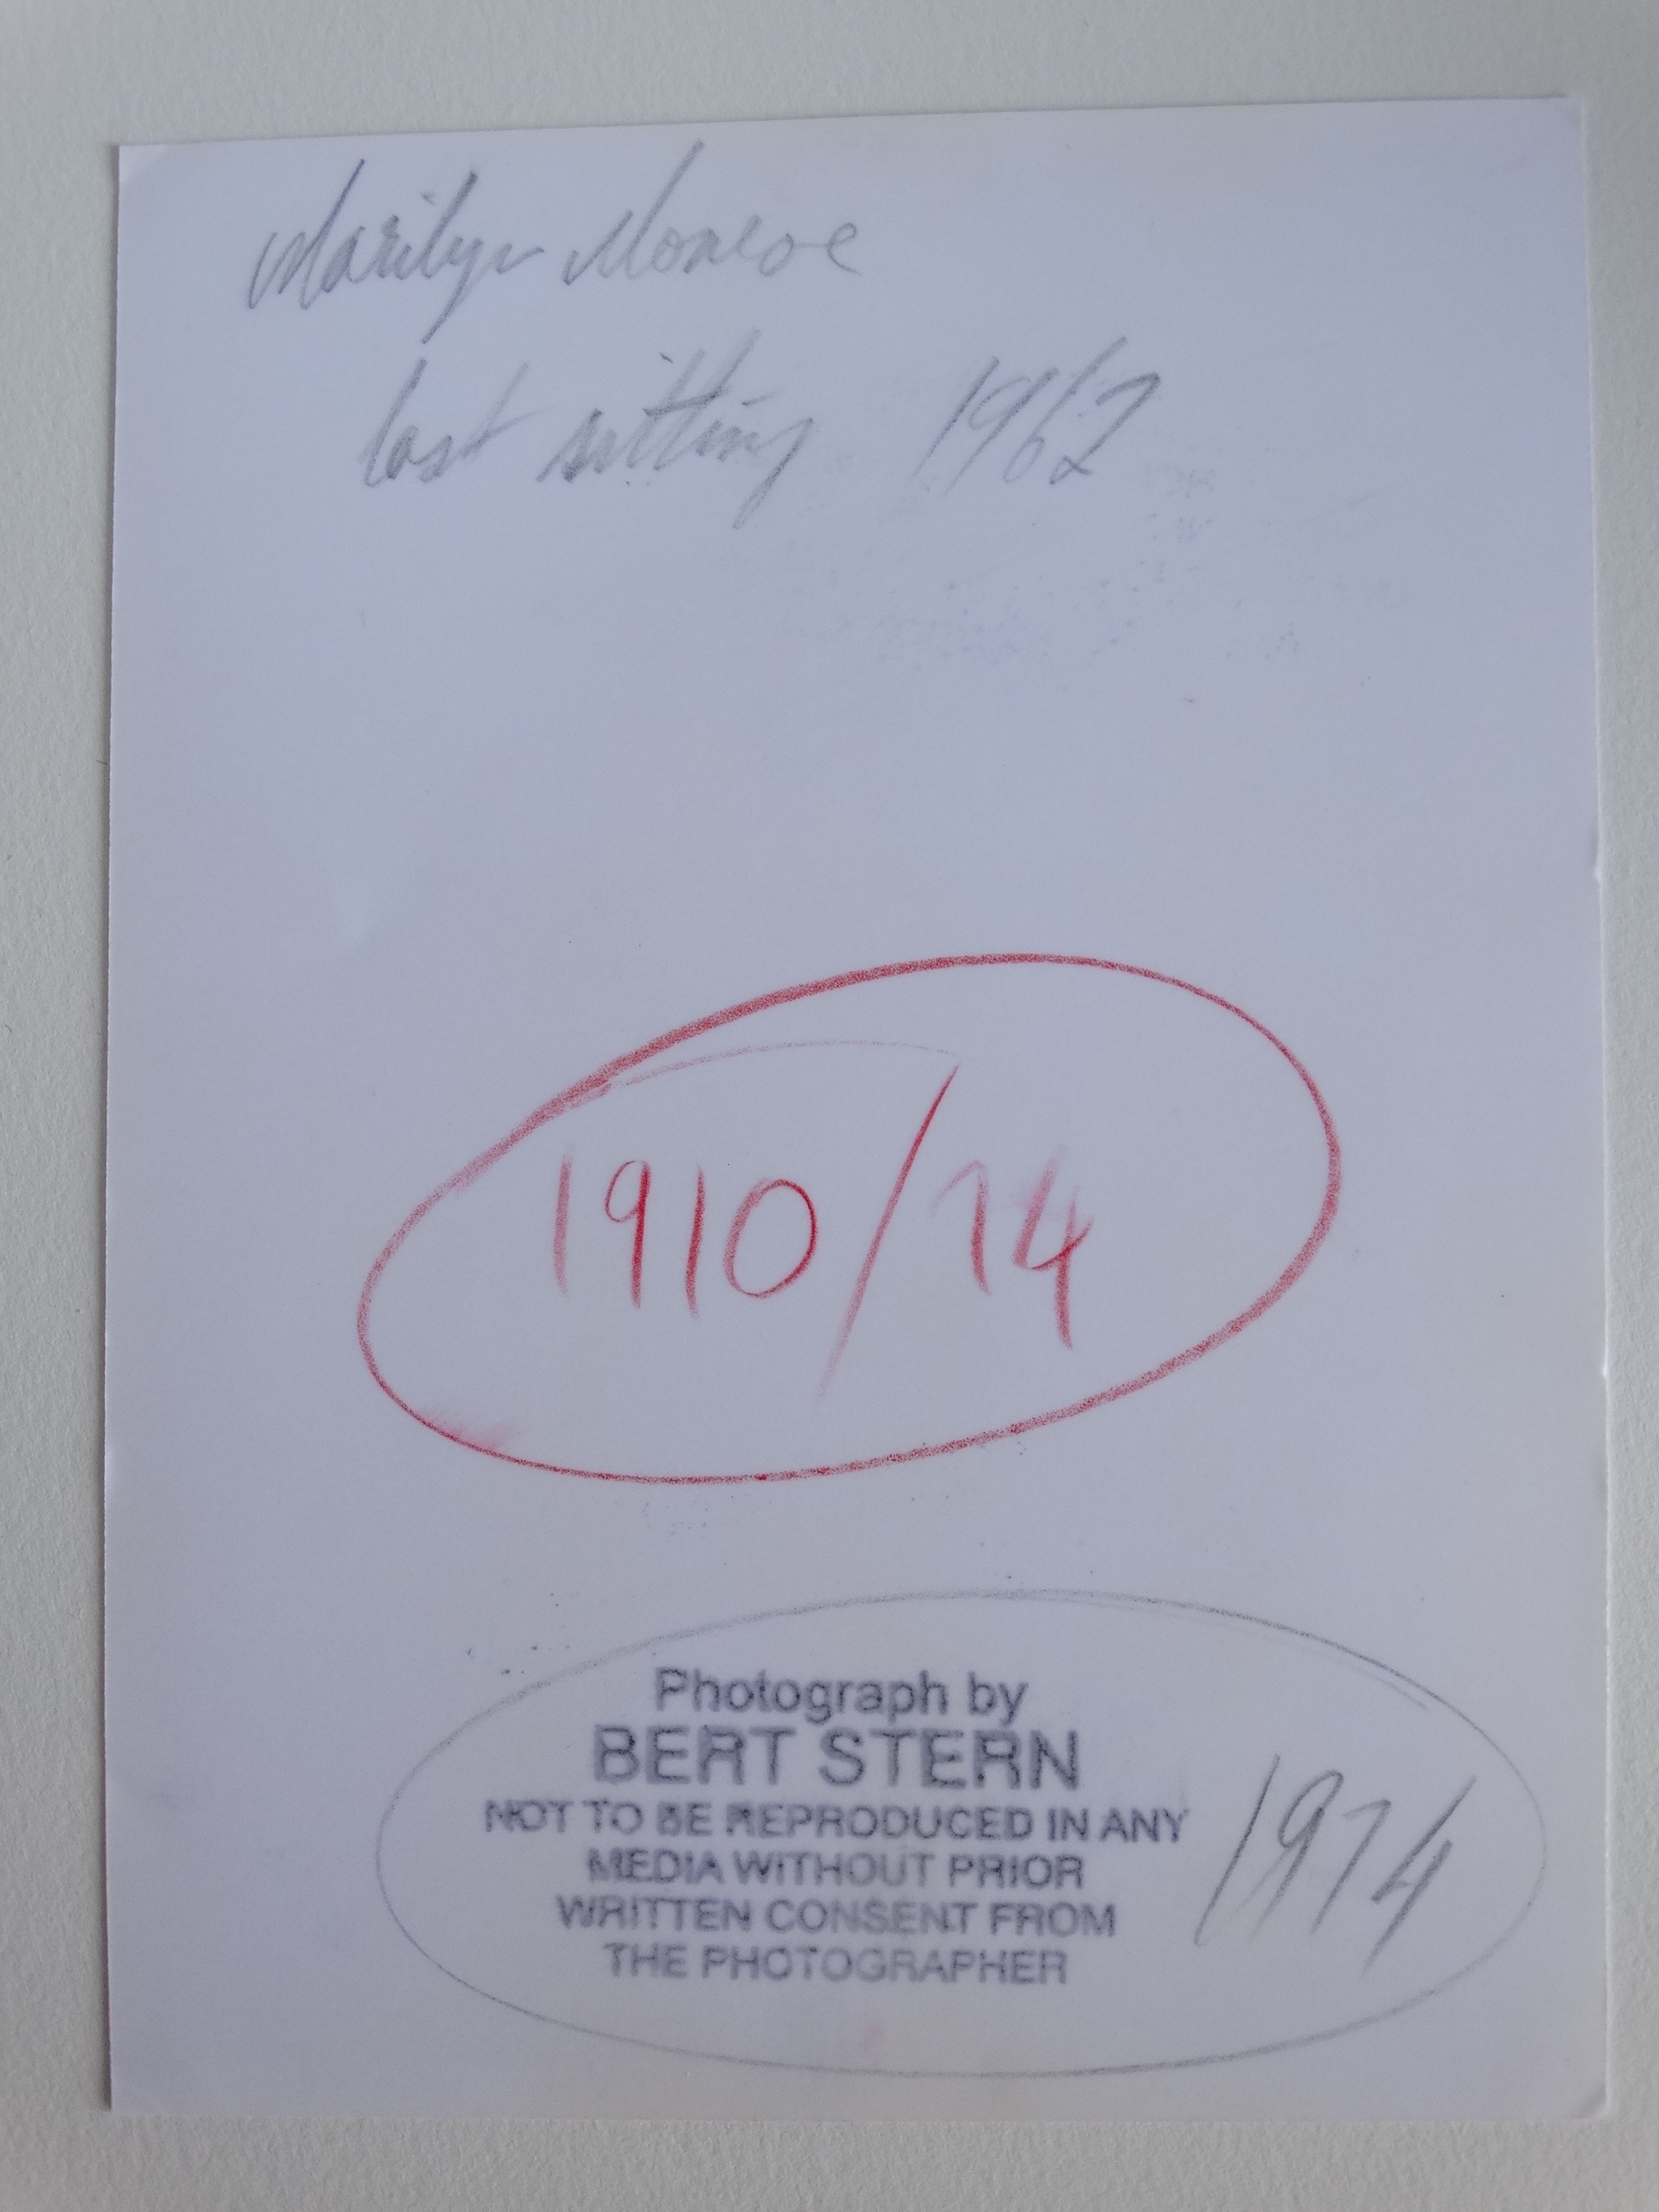 Marilyn Monroe
last sitting 1962
1910/74
Photograph by
BERT STERN
NOT TO BE REPRODUCED IN ANY
MEDIA WITHOUT PRIOR
WRITTEN CONSENT FROM
THE PHOTOGRAPHER
1974